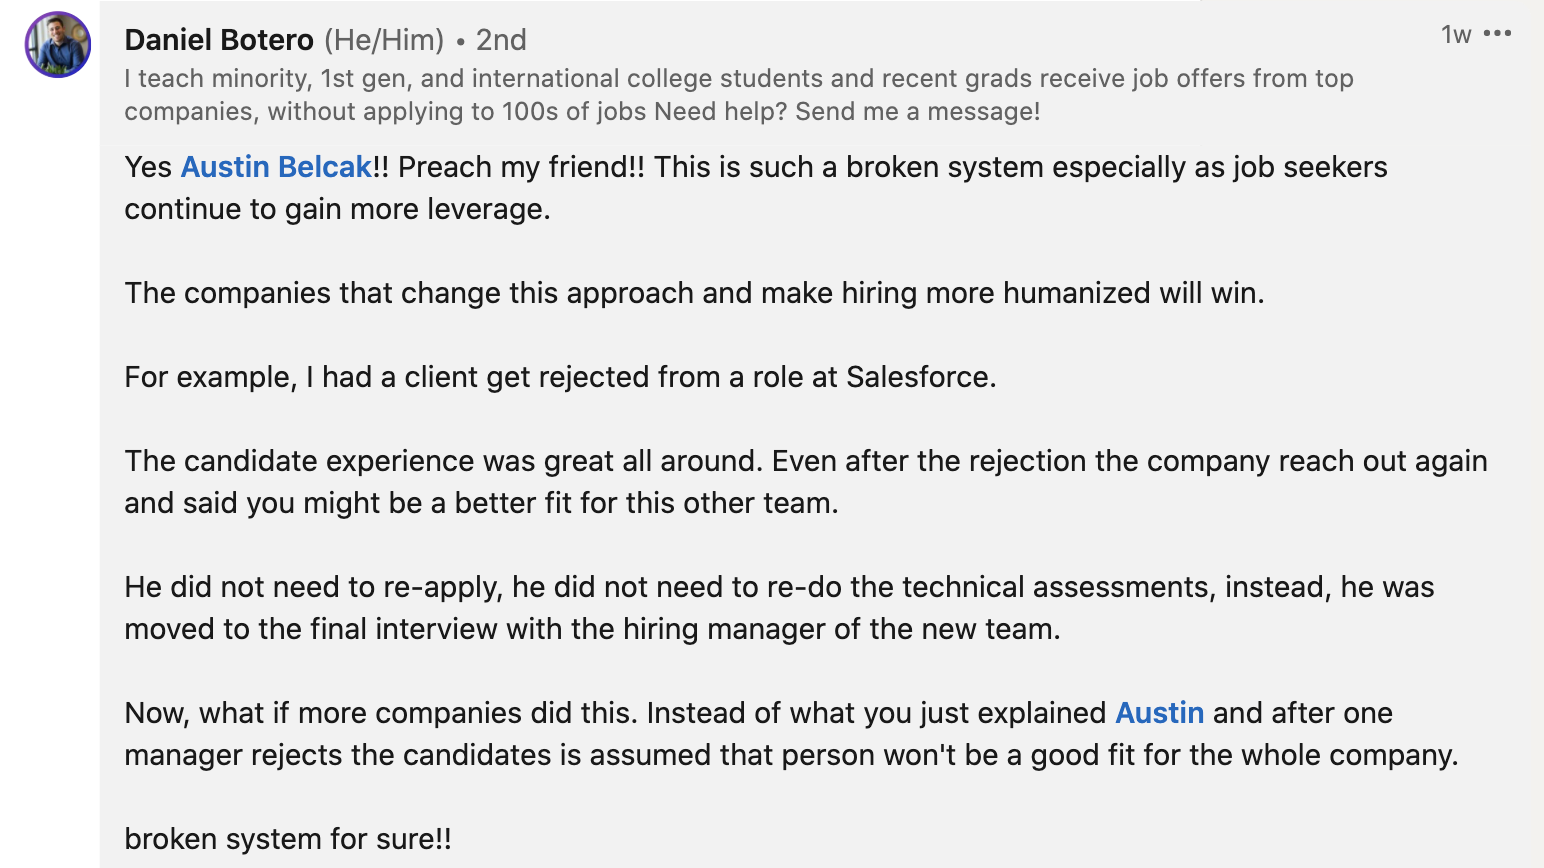 Daniel Botero (He/Him) • 2nd
1w •••
I teach minority, 1st gen, and international college students and recent grads receive job offers from top
companies, without applying to 100s of jobs Need help? Send me a message!
Yes Austin Belcak!! Preach my friend!! This is such a broken system especially as job seekers
continue to gain more leverage.
The companies that change this approach and make hiring more humanized will win.
For example, I had a client get rejected from a role at Salesforce.
The candidate experience was great all around. Even after the rejection the company reach out again
and said you might be a better fit for this other team.
He did not need to re-apply, he did not need to re-do the technical assessments, instead, he was
moved to the final interview with the hiring manager of the new team.
Now, what if more companies did this. Instead of what you just explained Austin and after one
manager rejects the candidates is assumed that person won't be a good fit for the whole company.
broken system for sure!!